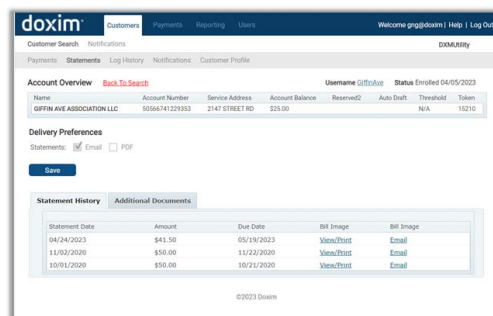 doxim Customers Payments Reporting Users Welcome gng@doxim | Help | Log Out
Customer Search Notifications DXMUtility
Payments Statements Log History Notifications Customer Profile
Account Overview Back To Search Username GiffinAve Status Enrolled 04/05/2023
Name Account Number Service Address Account Balance Reserved2 Auto Draft Threshold Token
GIFFIN AVE ASSOCIATION LLC 50566741229353 2147 STREET RD $25.00 N/A 15210
Delivery Preferences
Statements: Email PDF
Save
Statement History Additional Documents
Statement Date Amount Due Date Bill Image Bill Image
04/24/2023 $41.50 05/19/2023 View/Print Email
11/02/2020 $50.00 11/22/2020 View/Print Email
10/01/2020 $50.00 10/21/2020 View/Print Email
©2023 Doxim